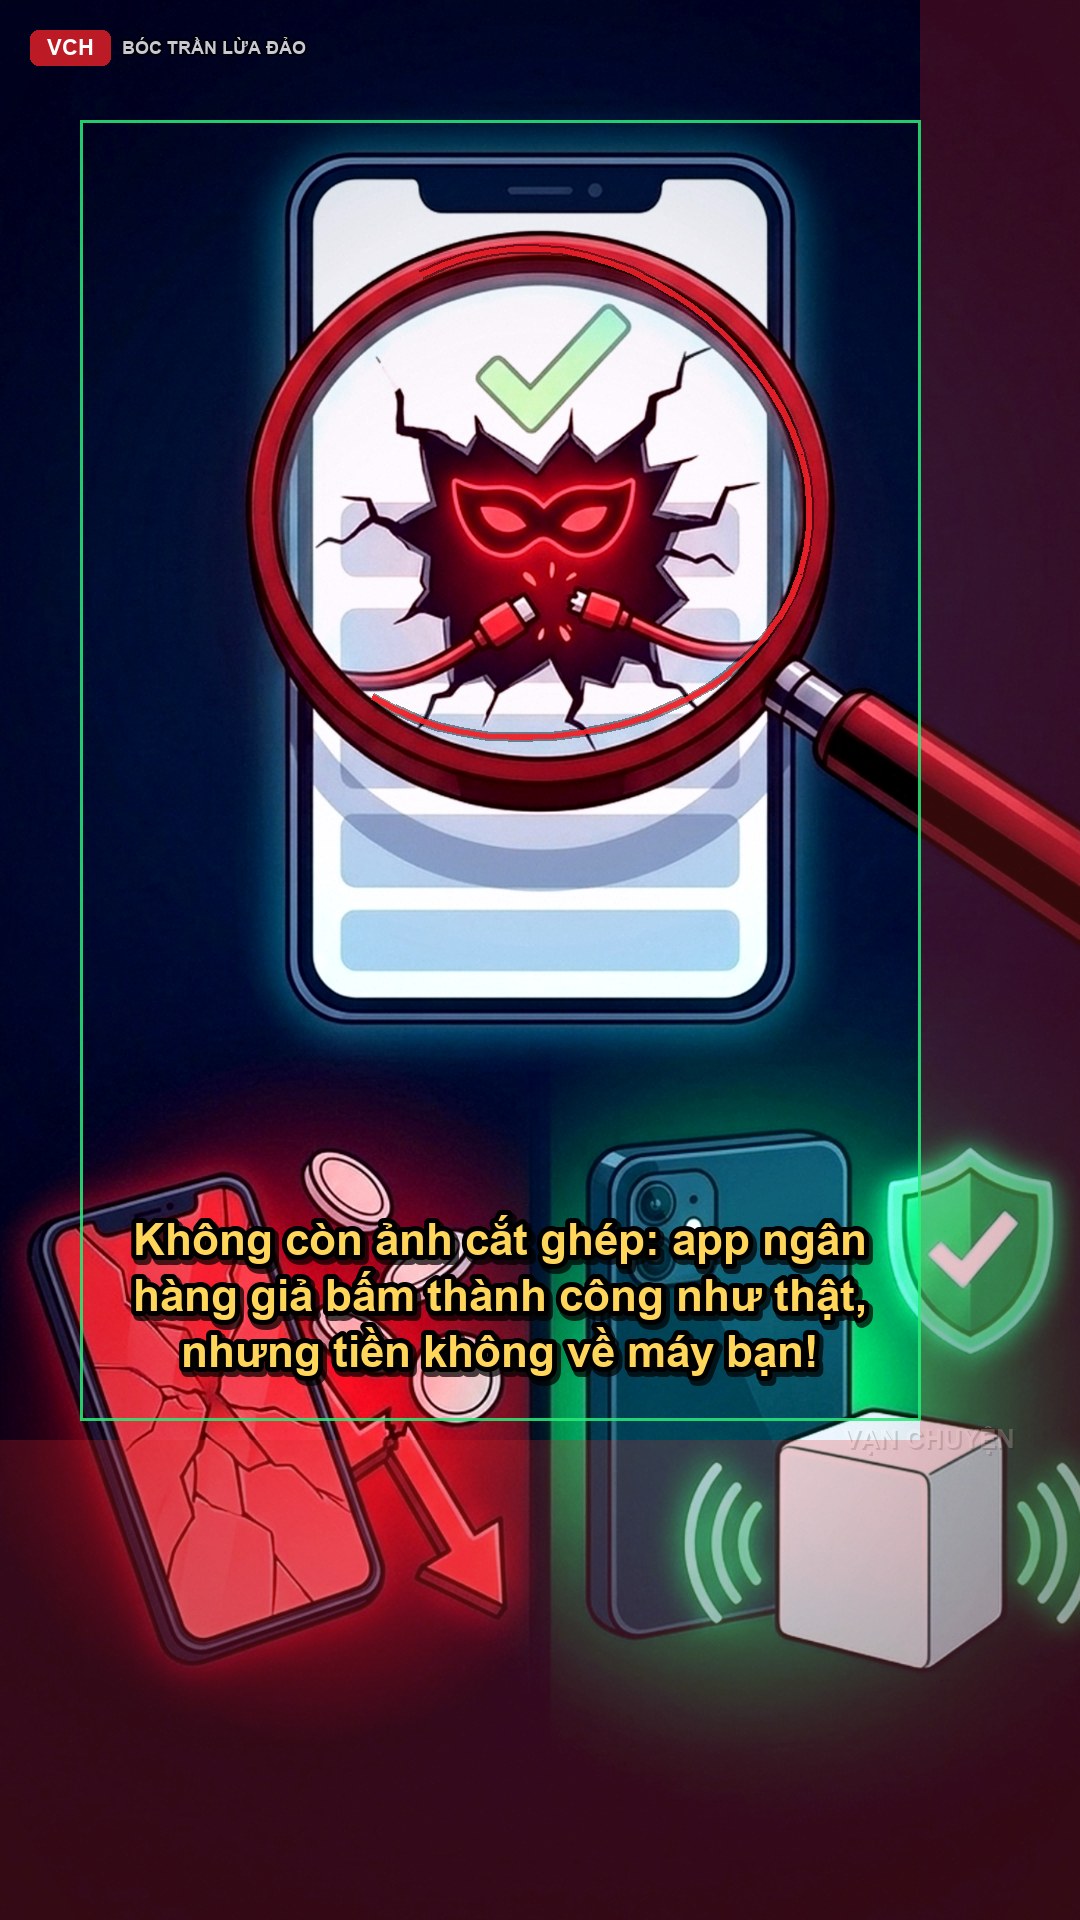 VCH BÓC TRẦN LỪA ĐẢO
Không còn ảnh cắt ghép: app ngân
hàng giả bấm thành công như thật,
nhưng tiền không về máy bạn!
VẠN CHUYỆN